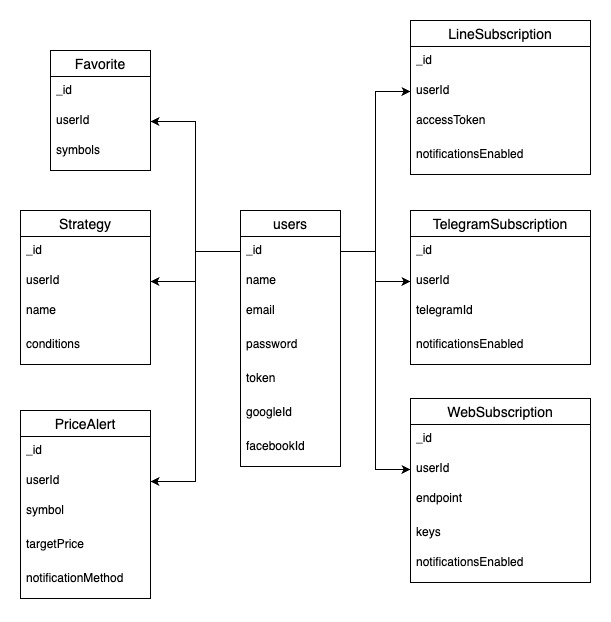 Favorite
_id
userId
symbols
Strategy
_id
userId
name
conditions
PriceAlert
_id
userId
symbol
targetPrice
notificationMethod
users
_id
name
email
password
token
googleId
facebookId
LineSubscription
_id
userId
accessToken
notificationsEnabled
TelegramSubscription
_id
userId
telegramId
notificationsEnabled
WebSubscription
_id
userId
endpoint
keys
notificationsEnabled